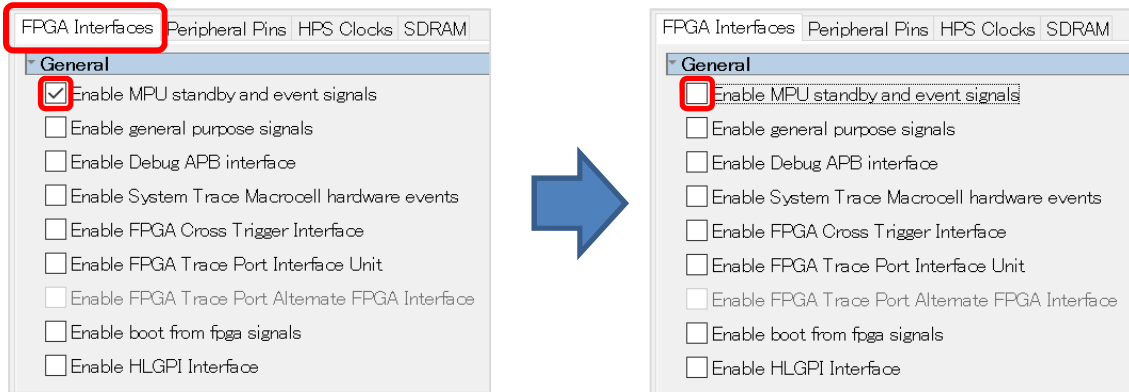 FPGA Interfaces Peripheral Pins HPS Clocks SDRAM
General
Enable MPU standby and event signals
Enable general purpose signals
Enable Debug APB interface
Enable System Trace Macrocell hardware events
Enable FPGA Cross Trigger Interface
Enable FPGA Trace Port Interface Unit
Enable FPGA Trace Port Alternate FPGA Interface
Enable boot from fpga signals
Enable HLGPI Interface
FPGA Interfaces Peripheral Pins HPS Clocks SDRAM
General
Enable MPU standby and event signals
Enable general purpose signals
Enable Debug APB interface
Enable System Trace Macrocell hardware events
Enable FPGA Cross Trigger Interface
Enable FPGA Trace Port Interface Unit
Enable FPGA Trace Port Alternate FPGA Interface
Enable boot from fpga signals
Enable HLGPI Interface